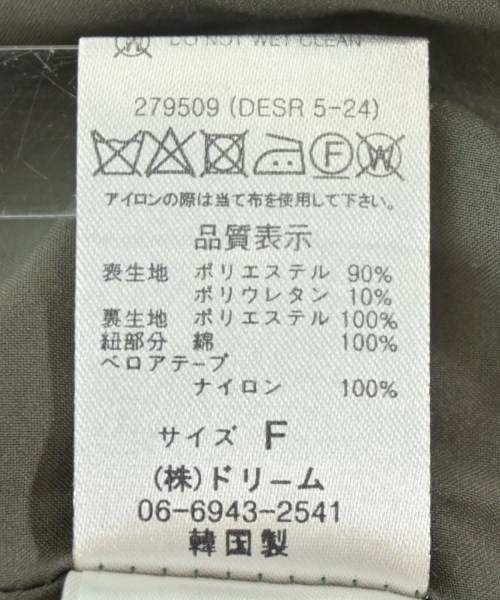 DO NOT WET CLEAN
279509 (DESR 5-24)
F W
アイロンの際は当て布を使用して下さい。
品質表示
表生地 ポリエステル 90%
ポリウレタン 10%
裏生地 ポリエステル 100%
紐部分 綿 100%
ベロアテープ
ナイロン 100%
サイズ F
(株)ドリーム
06-6943-2541
韓国製